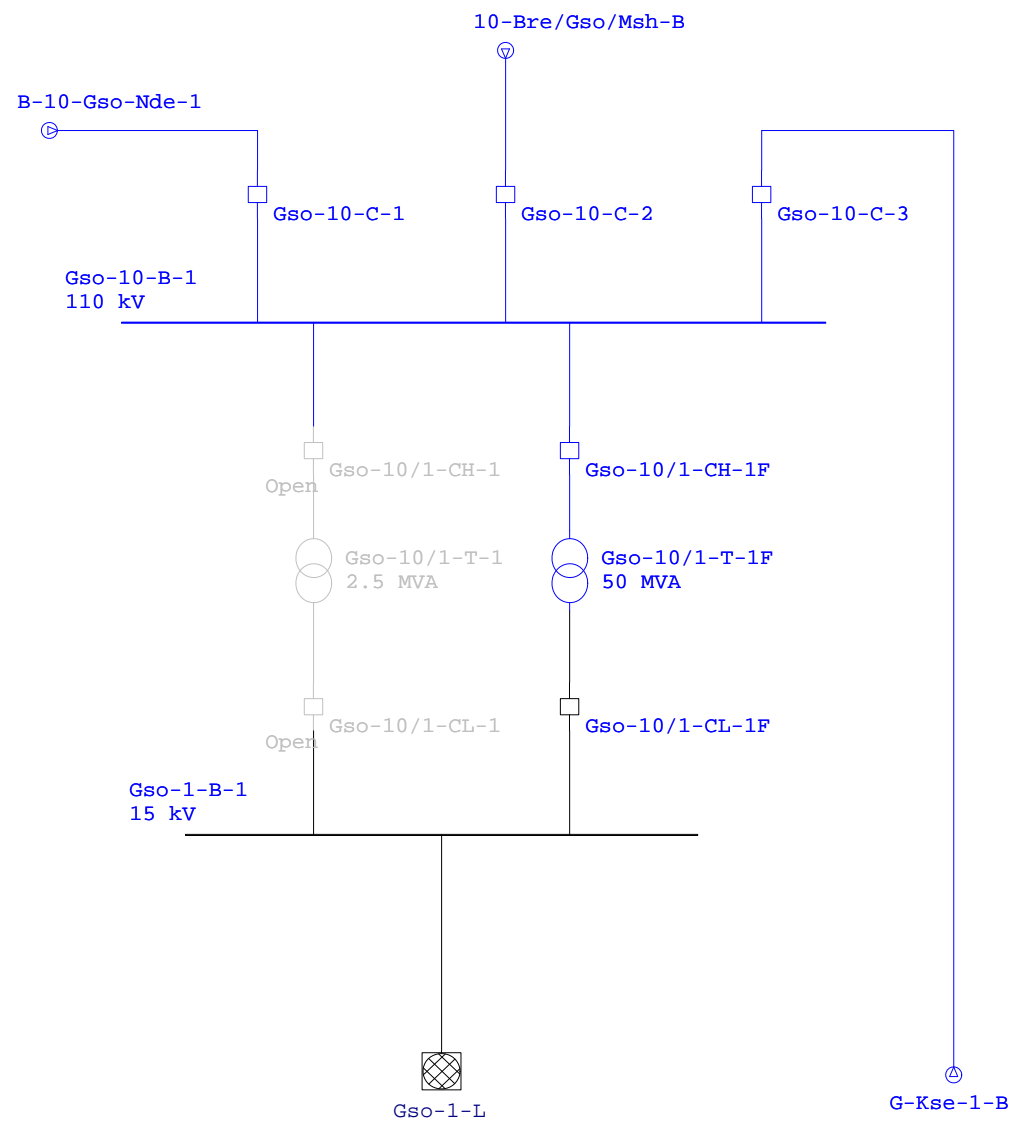 10-Bre/Gso/Msh-B
B-10-Gso-Nde-1
Gso-10-C-1
Gso-10-C-2
Gso-10-C-3
Gso-10-B-1
110 kV
Gso-10/1-CH-1
Open
Gso-10/1-CH-1F
Gso-10/1-T-1
2.5 MVA
Gso-10/1-T-1F
50 MVA
Gso-10/1-CL-1
Open
Gso-10/1-CL-1F
Gso-1-B-1
15 kV
Gso-1-L
G-Kse-1-B